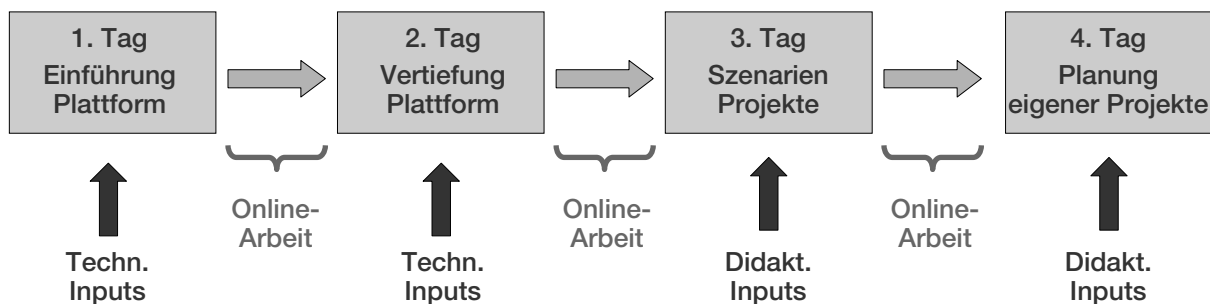 1. Tag
Einführung
Plattform
2. Tag
Vertiefung
Plattform
3. Tag
Szenarien
Projekte
4. Tag
Planung
eigener Projekte
Online-
Arbeit
Online-
Arbeit
Online-
Arbeit
Techn.
Inputs
Techn.
Inputs
Didakt.
Inputs
Didakt.
Inputs